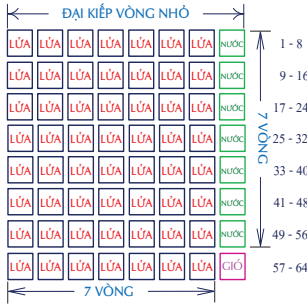 ĐẠI KIẾP VÒNG NHỎ
LỬA LỬA LỬA LỬA LỬA LỬA LỬA NƯỚC 1 - 8
LỬA LỬA LỬA LỬA LỬA LỬA LỬA NƯỚC 9 - 16
LỬA LỬA LỬA LỬA LỬA LỬA LỬA NƯỚC 17 - 24
LỬA LỬA LỬA LỬA LỬA LỬA LỬA NƯỚC 25 - 32
LỬA LỬA LỬA LỬA LỬA LỬA LỬA NƯỚC 33 - 40
LỬA LỬA LỬA LỬA LỬA LỬA LỬA NƯỚC 41 - 48
LỬA LỬA LỬA LỬA LỬA LỬA LỬA NƯỚC 49 - 56
LỬA LỬA LỬA LỬA LỬA LỬA LỬA GIÓ 57 - 64
7 VÒNG
7 VÒNG